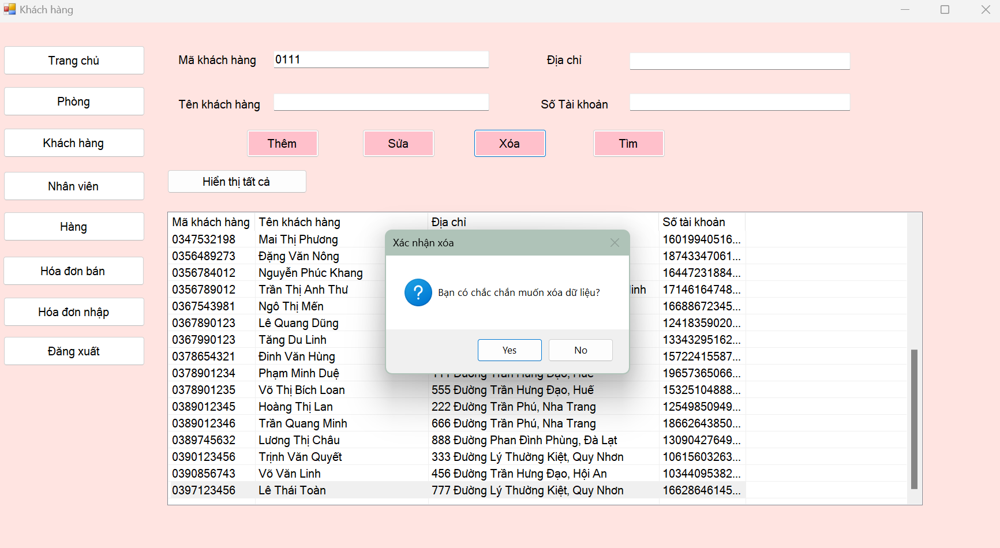 Khách hàng
Trang chủ
Phòng
Khách hàng
Nhân viên
Hàng
Hóa đơn bán
Hóa đơn nhập
Đăng xuất
Mã khách hàng 0111 Địa chỉ
Tên khách hàng Số Tài khoản
Thêm Sửa Xóa Tìm
Hiển thị tất cả
Mã khách hàng Tên khách hàng Địa chỉ Số tài khoản
0347532198 Mai Thị Phương 16019940516...
0356489273 Đặng Văn Nông 18743347061...
0356784012 Nguyễn Phúc Khang 16447231884...
0356789012 Trần Thị Anh Thư 17146164748...
0367543981 Ngô Thị Mến 16688672345...
0367890123 Lê Quang Dũng 12418359020...
0367990123 Tăng Du Linh 13343295162...
0378654321 Đinh Văn Hùng 15722415587...
0378901234 Phạm Minh Duệ 111 Đường Trần Hưng Đạo, Huế 19657365066...
0378901235 Võ Thị Bích Loan 555 Đường Trần Hưng Đạo, Huế 15325104888...
0389012345 Hoàng Thị Lan 222 Đường Trần Phú, Nha Trang 12549850949...
0389012346 Trần Quang Minh 666 Đường Trần Phú, Nha Trang 18662643850...
0389745632 Lương Thị Châu 888 Đường Phan Đình Phùng, Đà Lạt 13090427649...
0390123456 Trịnh Văn Quyết 333 Đường Lý Thường Kiệt, Quy Nhơn 10615603263...
0390856743 Võ Văn Linh 456 Đường Trần Hưng Đạo, Hội An 10344095382...
0397123456 Lê Thái Toàn 777 Đường Lý Thường Kiệt, Quy Nhơn 16628646145...
Xác nhận xóa
Bạn có chắc chắn muốn xóa dữ liệu?
Yes No